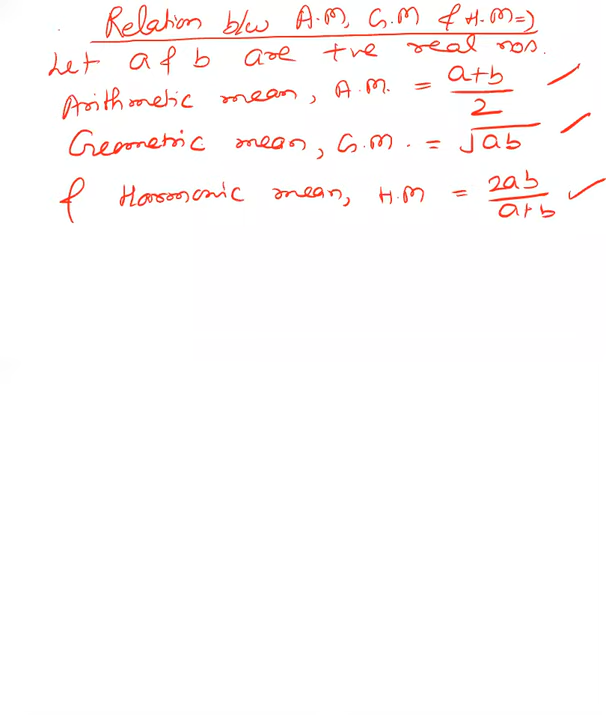 Relation b/w A.M, G.M & H.M =>
Let a & b are +ve real nos.
Arithmetic mean, A.M. = a+b/2
Geometric mean, G.M. = √ab
& Harmonic mean, H.M = 2ab/a+b